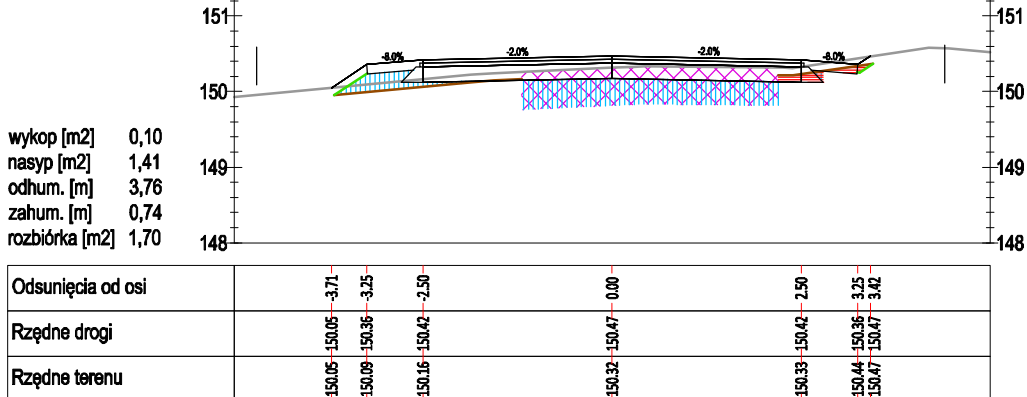 151 151
-8.0% -2.0% -2.0% -8.0%
150 150
149 149
148 148
wykop [m2] 0,10
nasyp [m2] 1,41
odhum. [m] 3,76
zahum. [m] 0,74
rozbiórka [m2] 1,70
Odsunięcia od osi -3.71 -3.25 -2.50 0.00 2.50 3.25 3.42
Rzędne drogi 150.05 150.36 150.42 150.47 150.42 150.36 150.47
Rzędne terenu 150.05 150.09 150.16 150.32 150.33 150.44 150.47